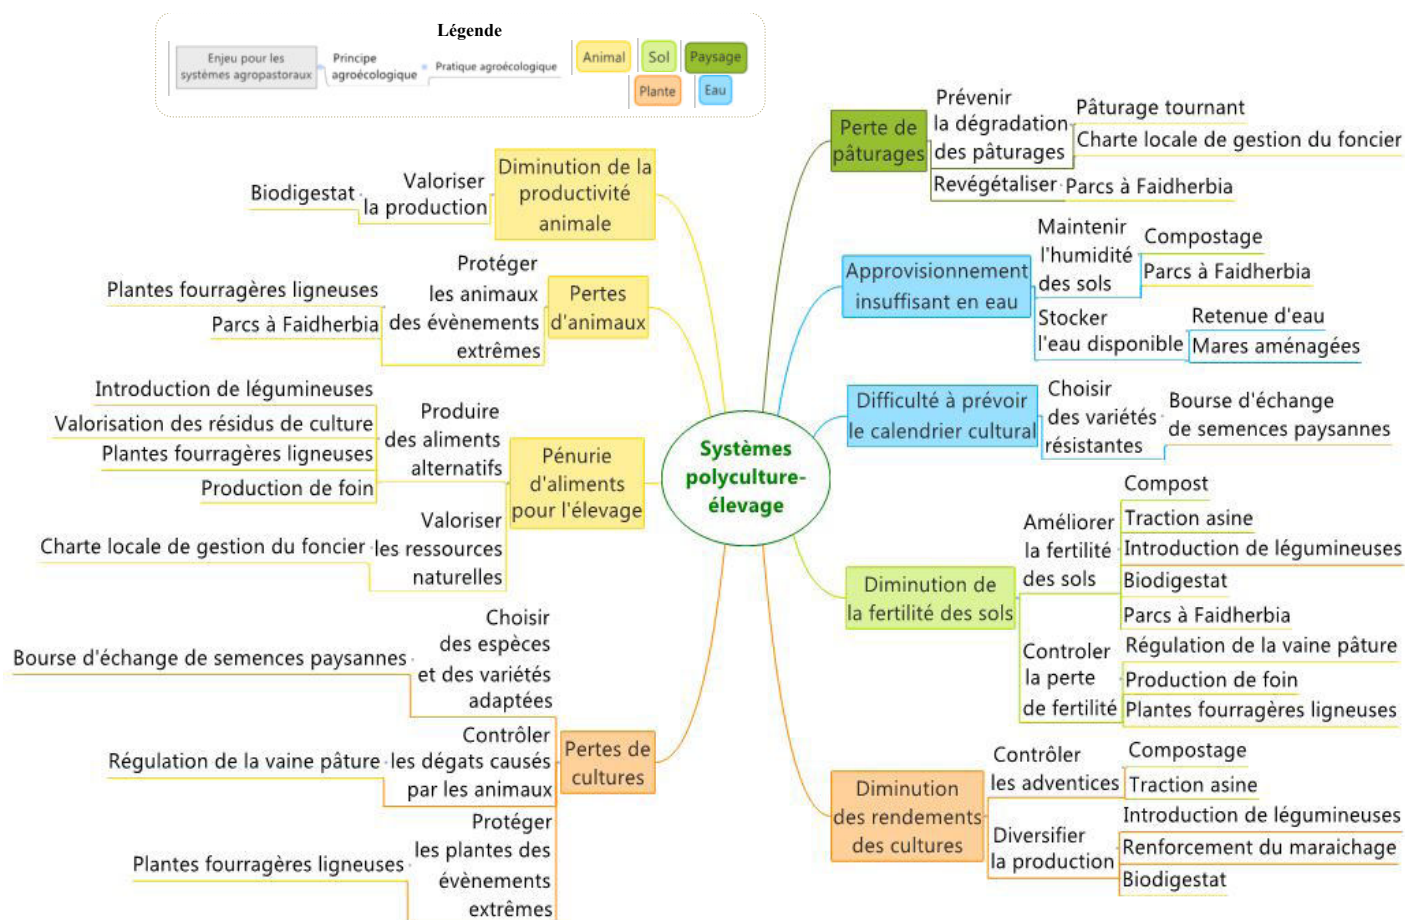 Légende
Enjeu pour les
systèmes agropastoraux
Principe
agroécologique
Pratique agroécologique
Animal
Sol
Paysage
Plante
Eau
Systèmes
polyculture-
élevage
Diminution de la
productivité
animale
Valoriser
la production
Biodigestat
Pertes
d'animaux
Protéger
les animaux
des évènements
extrêmes
Plantes fourragères ligneuses
Parcs à Faidherbia
Pénurie
d'aliments
pour l'élevage
Produire
des aliments
alternatifs
Introduction de légumineuses
Valorisation des résidus de culture
Plantes fourragères ligneuses
Production de foin
Valoriser
les ressources
naturelles
Charte locale de gestion du foncier
Pertes de
cultures
Choisir
des espèces
et des variétés
adaptées
Bourse d'échange de semences paysannes
Contrôler
les dégats causés
par les animaux
Régulation de la vaine pâture
Protéger
les plantes des
évènements
extrêmes
Plantes fourragères ligneuses
Perte de
pâturages
Prévenir
la dégradation
des pâturages
Pâturage tournant
Charte locale de gestion du foncier
Revégétaliser
Parcs à Faidherbia
Approvisionnement
insuffisant en eau
Maintenir
l'humidité
des sols
Compostage
Parcs à Faidherbia
Stocker
l'eau disponible
Retenue d'eau
Mares aménagées
Difficulté à prévoir
le calendrier cultural
Choisir
des variétés
résistantes
Bourse d'échange
de semences paysannes
Diminution de
la fertilité des sols
Améliorer
la fertilité
des sols
Compost
Traction asine
Introduction de légumineuses
Biodigestat
Parcs à Faidherbia
Controler
la perte
de fertilité
Régulation de la vaine pâture
Production de foin
Plantes fourragères ligneuses
Diminution
des rendements
des cultures
Contrôler
les adventices
Compostage
Traction asine
Diversifier
la production
Introduction de légumineuses
Renforcement du maraichage
Biodigestat